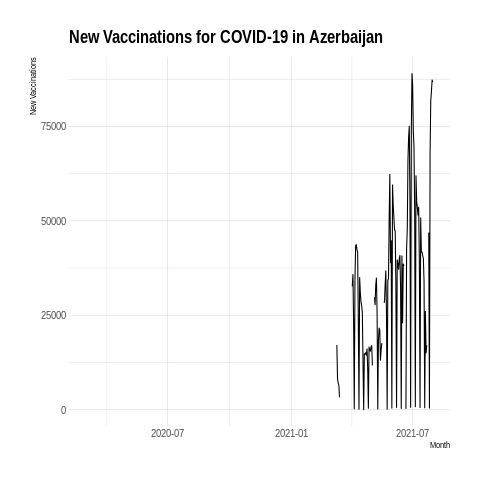 New Vaccinations for COVID-19 in Azerbaijan
New Vaccinations
75000
50000
25000
0
2020-07
2021-01
2021-07
Month